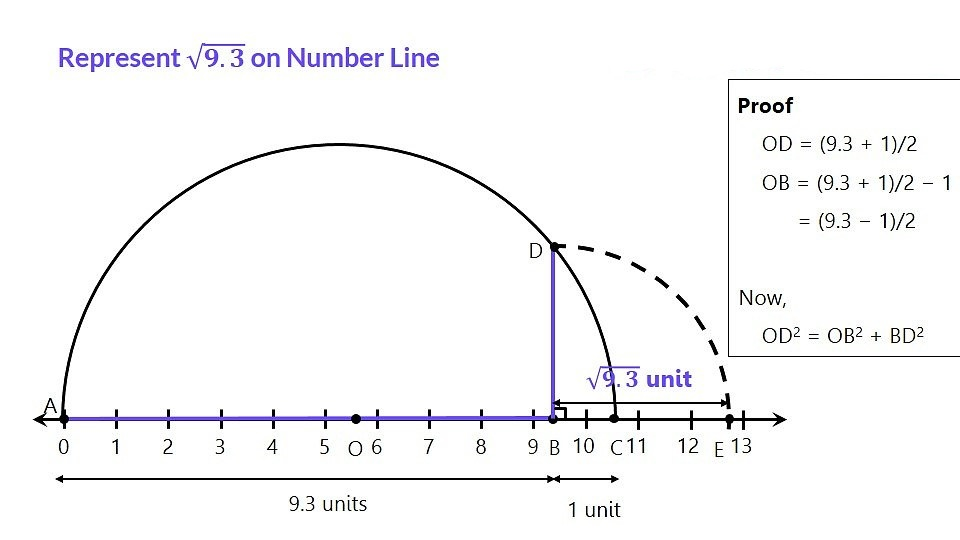 Represent √9.3 on Number Line
Proof
OD = (9.3 + 1)/2
OB = (9.3 + 1)/2 − 1
= (9.3 − 1)/2
Now,
OD² = OB² + BD²
D
√9.3 unit
A
0 1 2 3 4 5 O 6 7 8 9 B 10 C 11 12 E 13
9.3 units
1 unit